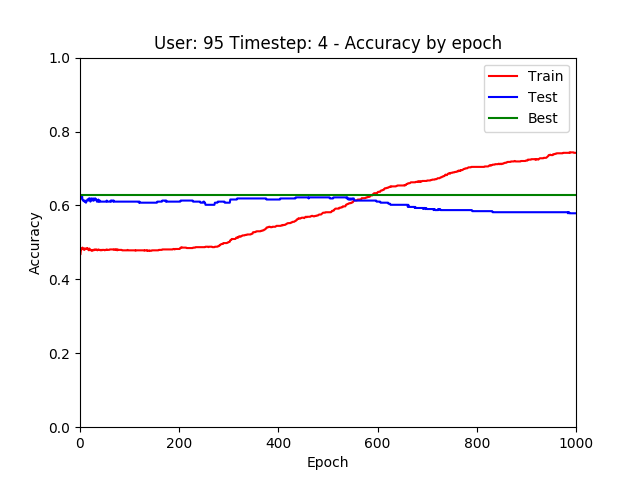 User: 95 Timestep: 4 - Accuracy by epoch
1.0
0.8
0.6
0.4
0.2
0.0
Accuracy
Train
Test
Best
0 200 400 600 800 1000
Epoch